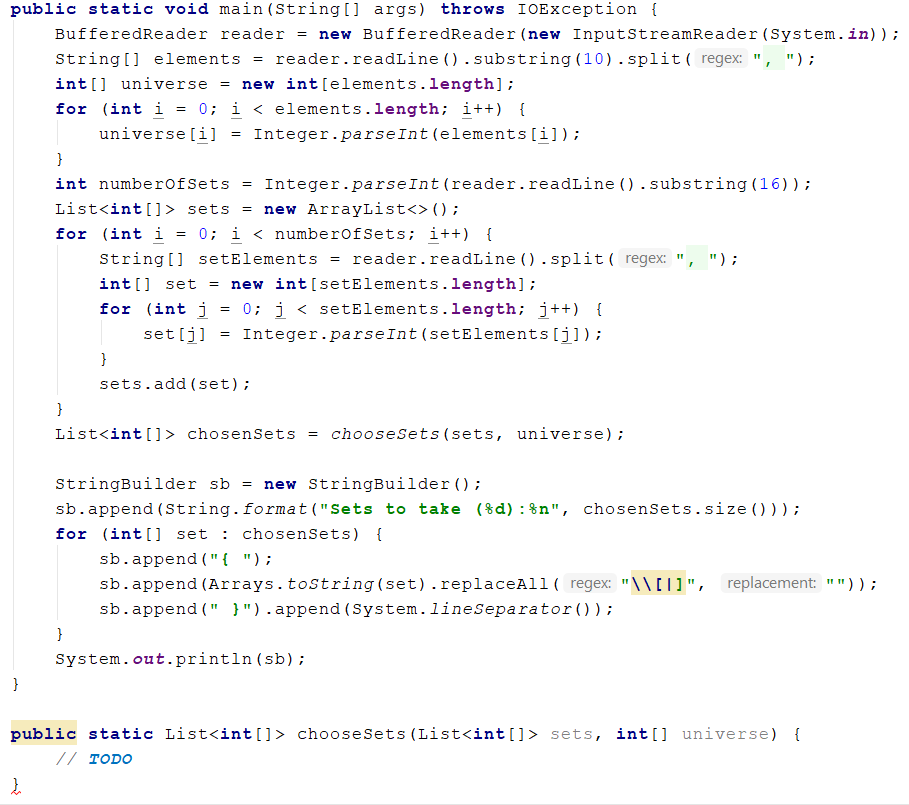 public static void main(String[] args) throws IOException {
    BufferedReader reader = new BufferedReader(new InputStreamReader(System.in));
    String[] elements = reader.readLine().substring(10).split( regex: ", ");
    int[] universe = new int[elements.length];
    for (int i = 0; i < elements.length; i++) {
        universe[i] = Integer.parseInt(elements[i]);
    }
    int numberOfSets = Integer.parseInt(reader.readLine().substring(16));
    List<int[]> sets = new ArrayList<>();
    for (int i = 0; i < numberOfSets; i++) {
        String[] setElements = reader.readLine().split( regex: ", ");
        int[] set = new int[setElements.length];
        for (int j = 0; j < setElements.length; j++) {
            set[j] = Integer.parseInt(setElements[j]);
        }
        sets.add(set);
    }
    List<int[]> chosenSets = chooseSets(sets, universe);

    StringBuilder sb = new StringBuilder();
    sb.append(String.format("Sets to take (%d):%n", chosenSets.size()));
    for (int[] set : chosenSets) {
        sb.append("{ ");
        sb.append(Arrays.toString(set).replaceAll( regex: "\\[|]", replacement: ""));
        sb.append(" }").append(System.lineSeparator());
    }
    System.out.println(sb);
}

public static List<int[]> chooseSets(List<int[]> sets, int[] universe) {
    // TODO
}